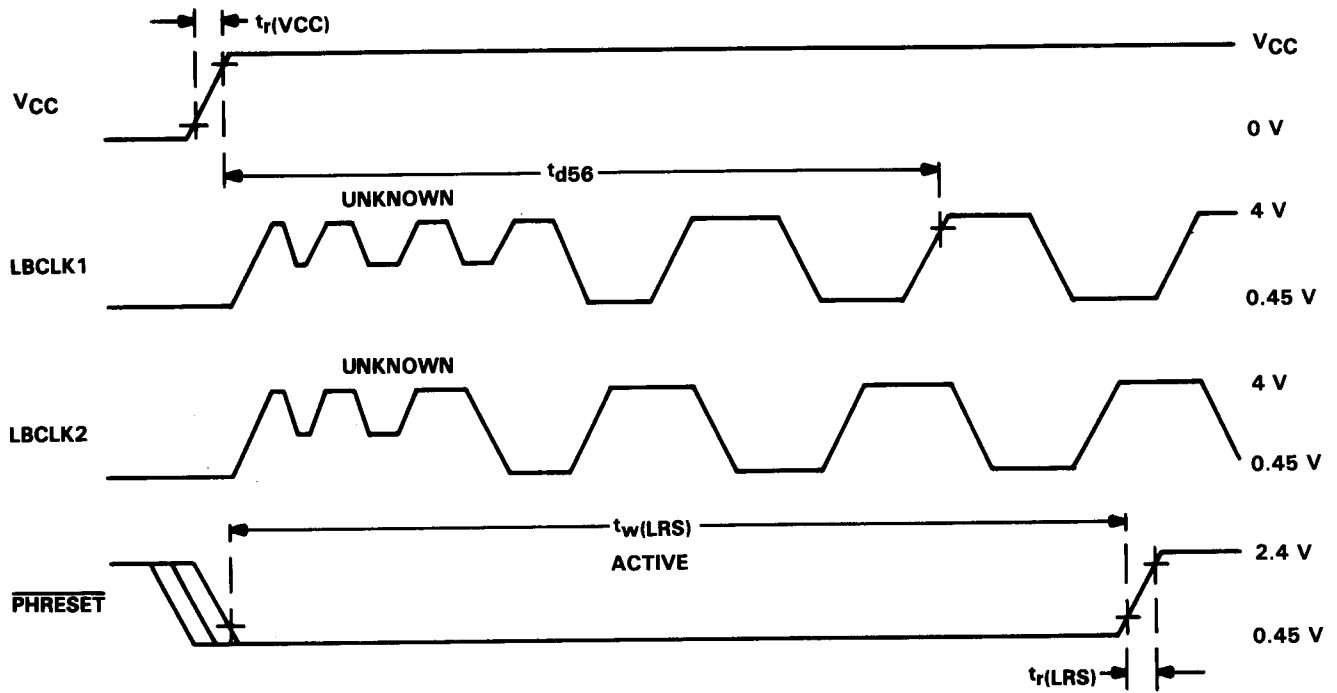 tr(VCC)
VCC
VCC
0 V
td56
UNKNOWN
4 V
LBCLK1
0.45 V
UNKNOWN
4 V
LBCLK2
0.45 V
tw(LRS)
ACTIVE
2.4 V
PHRESET
0.45 V
tr(LRS)